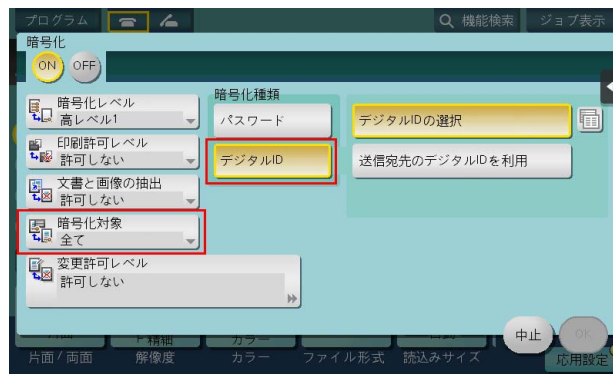 プログラム
機能検索
ジョブ表示
暗号化
ON
OFF
暗号化種類
暗号化レベル
高レベル1
パスワード
デジタルIDの選択
印刷許可レベル
許可しない
デジタルID
送信宛先のデジタルIDを利用
文書と画像の抽出
許可しない
暗号化対象
全て
変更許可レベル
許可しない
中止
OK
カラー
片面/両面
解像度
カラー
ファイル形式
読込みサイズ
応用設定